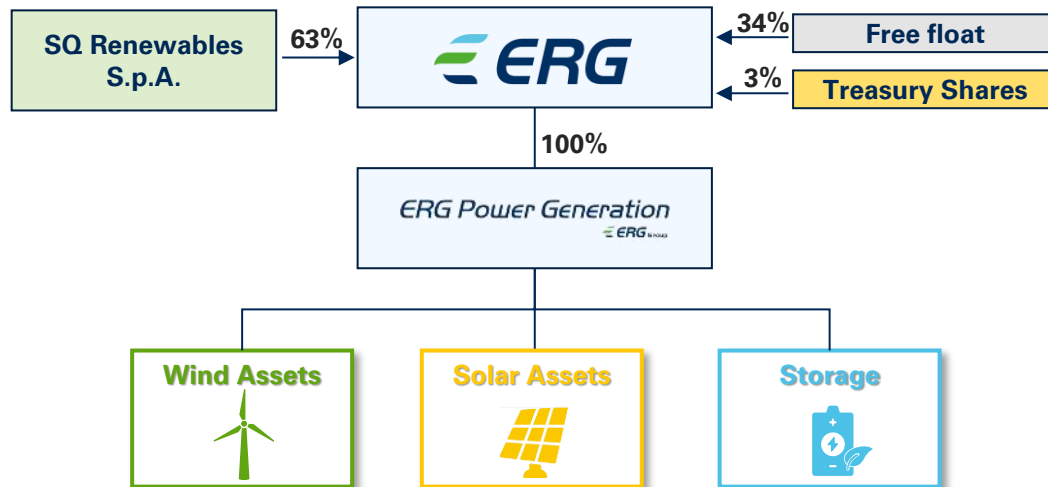 SQ Renewables
S.p.A.
63%
ERG
34%
Free float
3%
Treasury Shares
100%
ERG Power Generation
ERG
Wind Assets
Solar Assets
Storage